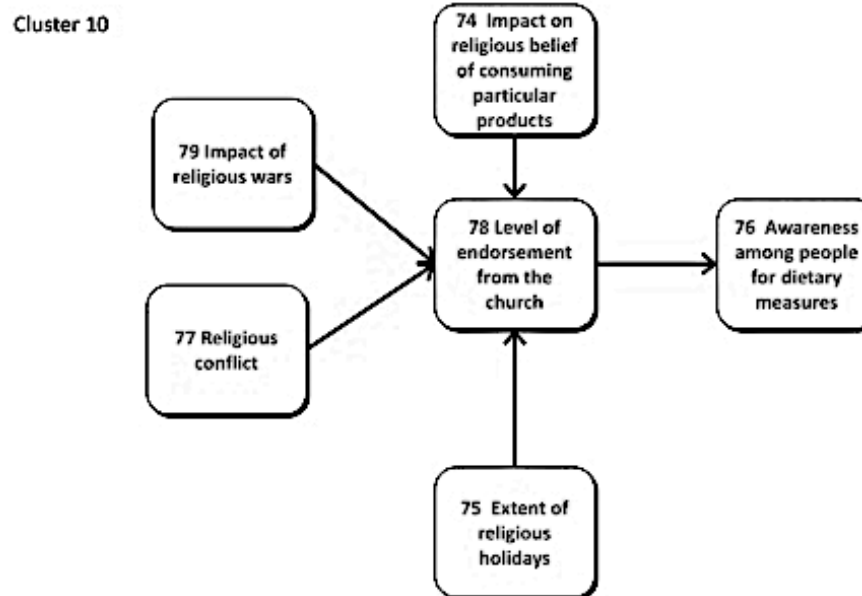 Cluster 10
74 Impact on
religious belief
of consuming
particular
products
79 Impact of
religious wars
78 Level of
endorsement
from the
church
76 Awareness
among people
for dietary
measures
77 Religious
conflict
75 Extent of
religious
holidays